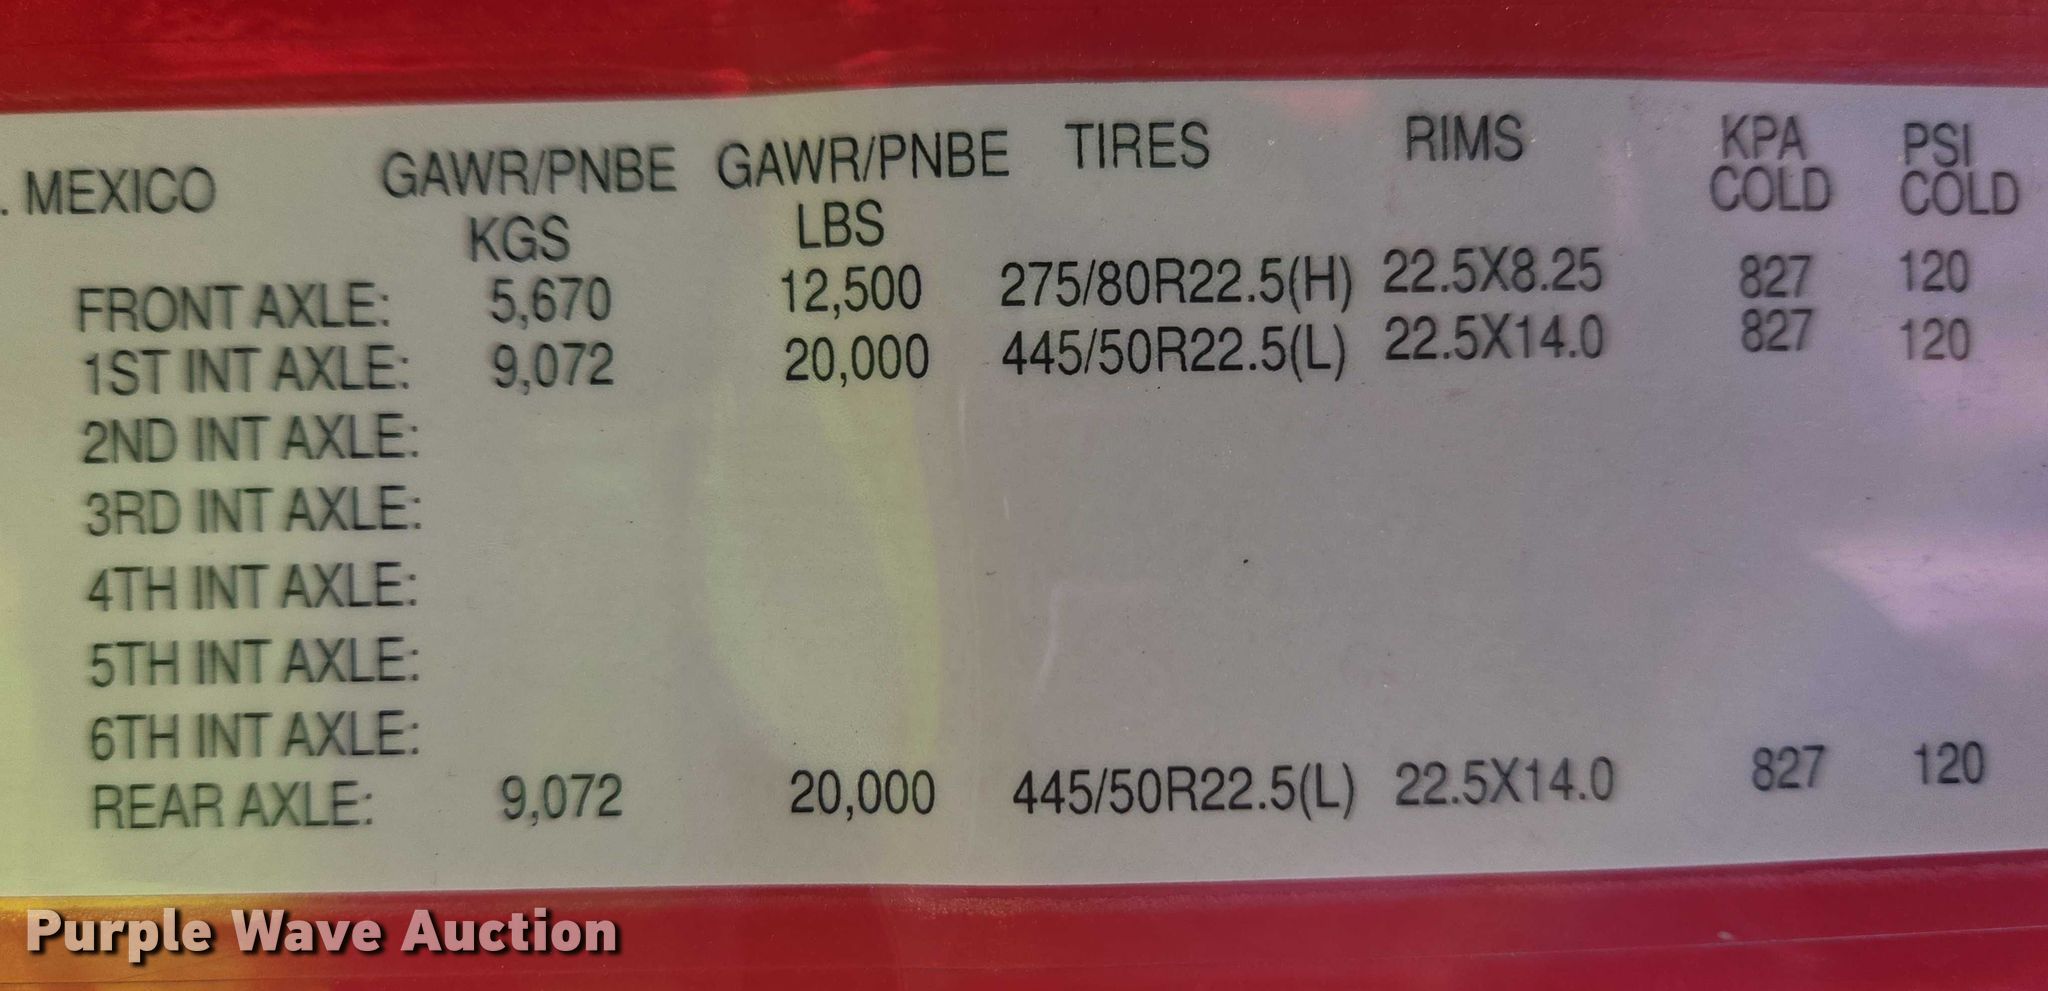 . MEXICO GAWR/PNBE GAWR/PNBE TIRES RIMS KPA PSI
KGS LBS COLD COLD
FRONT AXLE: 5,670 12,500 275/80R22.5(H) 22.5X8.25 827 120
1ST INT AXLE: 9,072 20,000 445/50R22.5(L) 22.5X14.0 827 120
2ND INT AXLE:
3RD INT AXLE:
4TH INT AXLE:
5TH INT AXLE:
6TH INT AXLE:
REAR AXLE: 9,072 20,000 445/50R22.5(L) 22.5X14.0 827 120
Purple Wave Auction